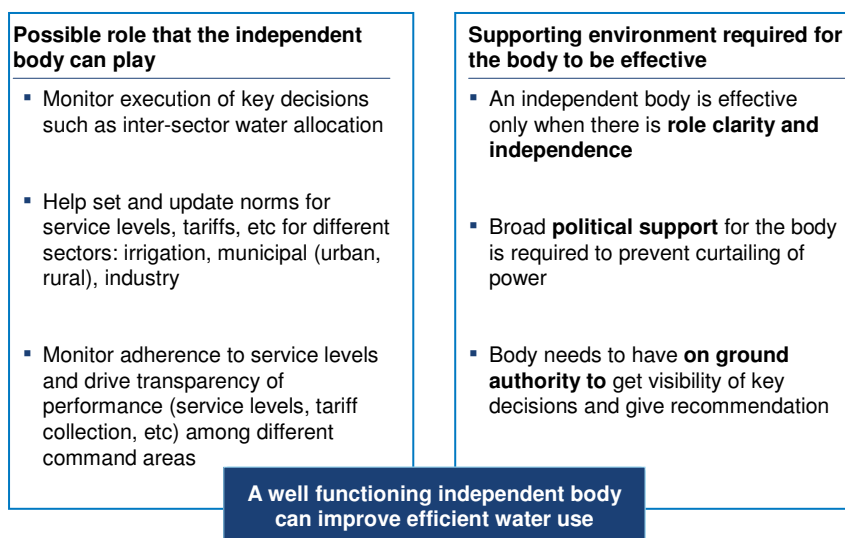 Possible role that the independent
body can play
▪ Monitor execution of key decisions
such as inter-sector water allocation
▪ Help set and update norms for
service levels, tariffs, etc for different
sectors: irrigation, municipal (urban,
rural), industry
▪ Monitor adherence to service levels
and drive transparency of
performance (service levels, tariff
collection, etc) among different
command areas
Supporting environment required for
the body to be effective
▪ An independent body is effective
only when there is role clarity and
independence
▪ Broad political support for the body
is required to prevent curtailing of
power
▪ Body needs to have on ground
authority to get visibility of key
decisions and give recommendation
A well functioning independent body
can improve efficient water use